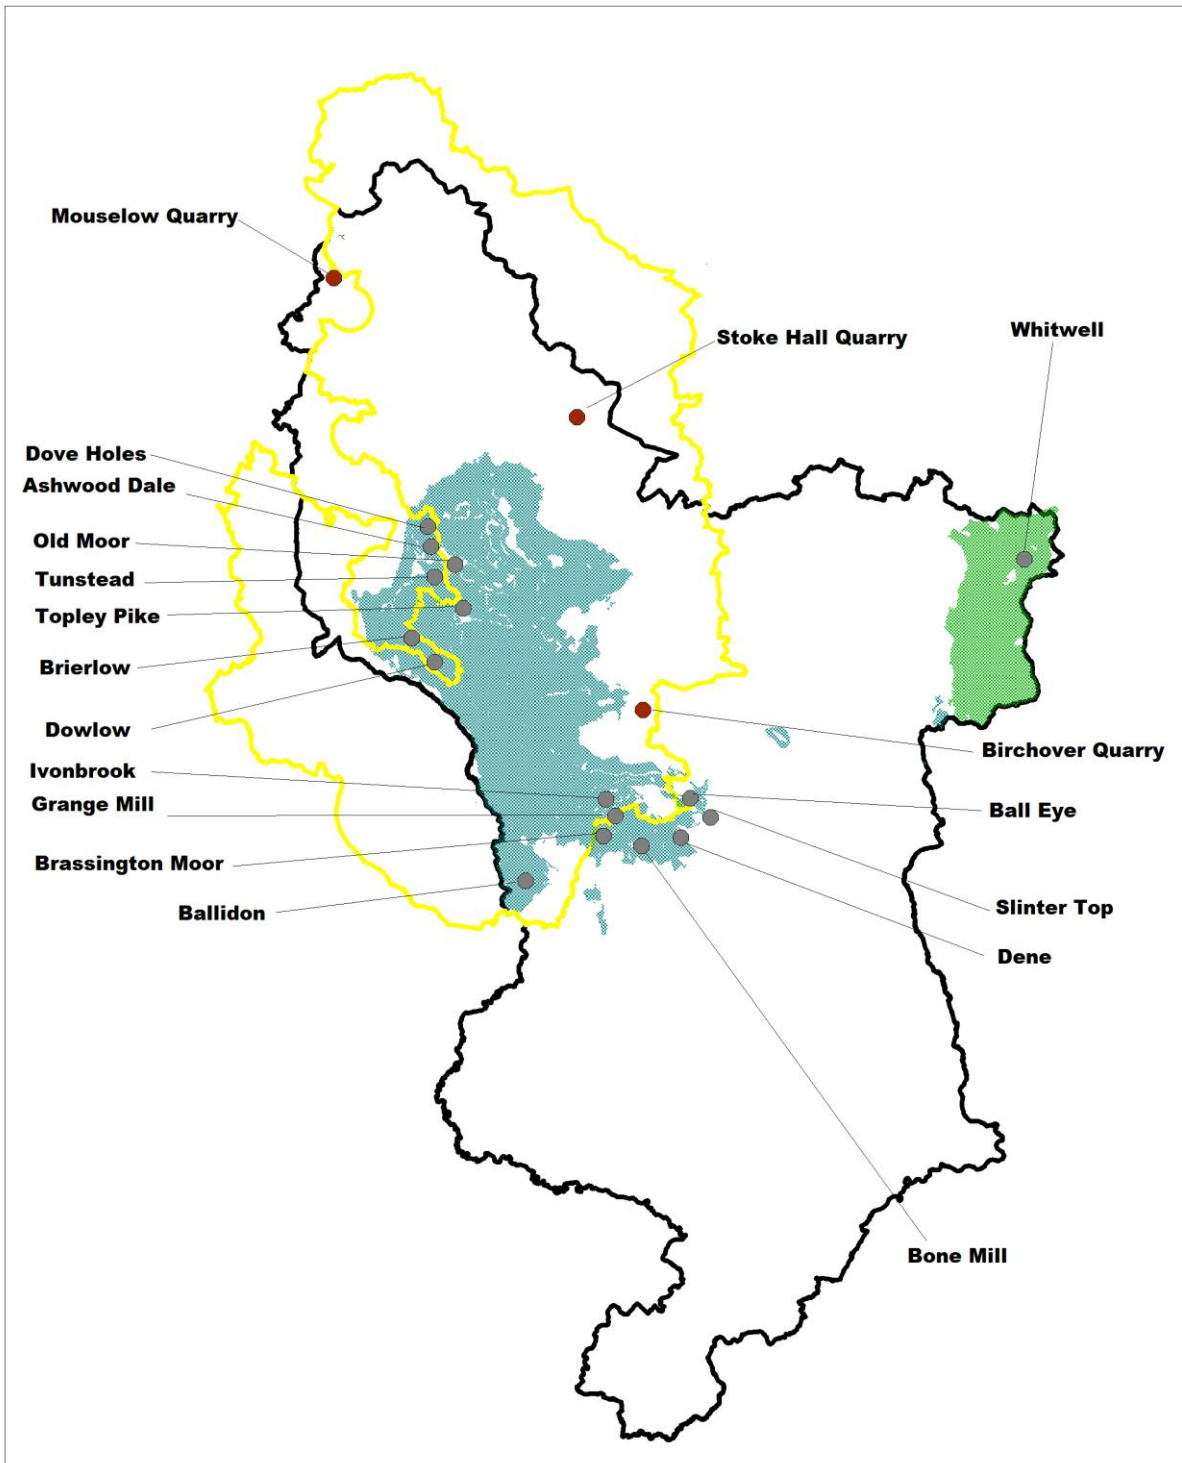 Mouselow Quarry
Stoke Hall Quarry
Whitwell
Dove Holes
Ashwood Dale
Old Moor
Tunstead
Topley Pike
Brierlow
Dowlow
Birchover Quarry
Ivonbrook
Grange Mill
Ball Eye
Brassington Moor
Ballidon
Slinter Top
Dene
Bone Mill